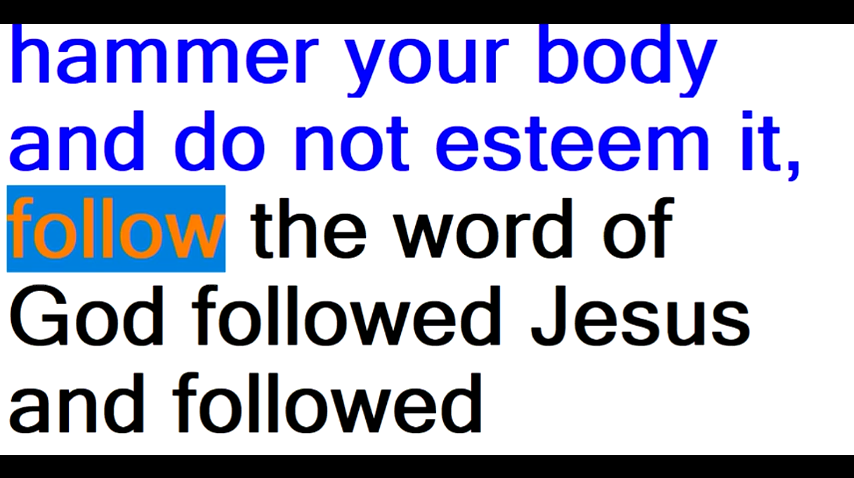 hammer your body
and do not esteem it,
follow the word of
God followed Jesus
and followed